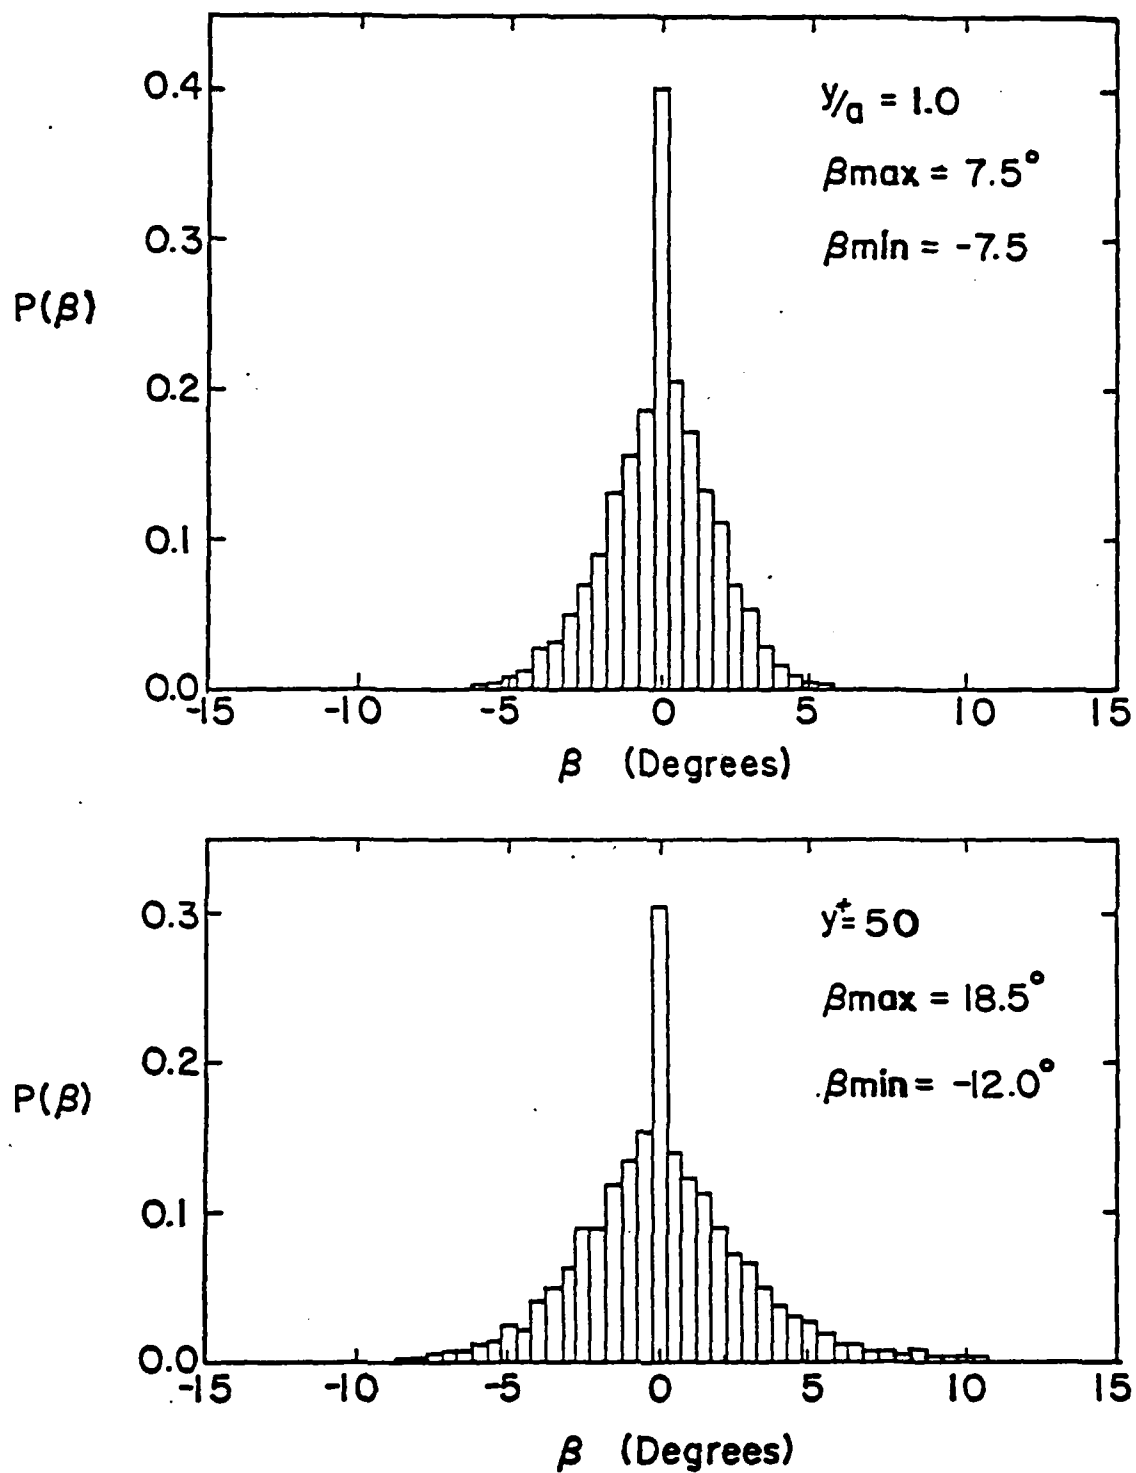 0.4
y/a = 1.0
βmax = 7.5°
0.3
βmin = -7.5
P(β)
0.2
0.1
0.0
-15 -10 -5 0 5 10 15
β (Degrees)
0.3
y⁺= 50
βmax = 18.5°
0.2
βmin = -12.0°
P(β)
0.1
0.0
-15 -10 -5 0 5 10 15
β (Degrees)